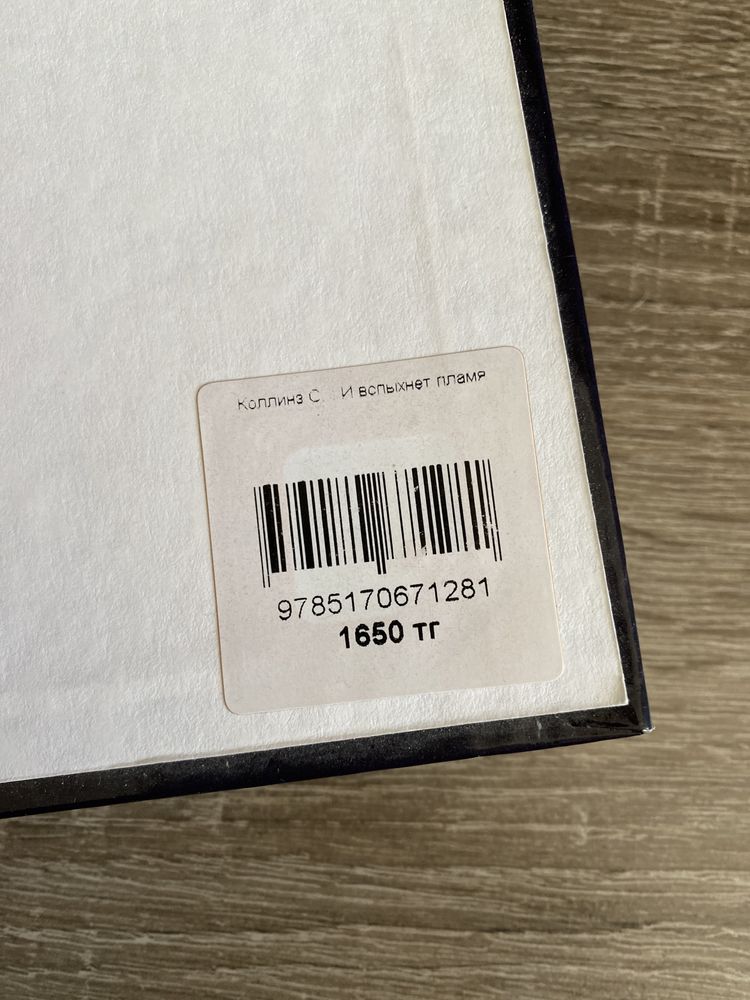 Коллинз С. И вспыхнет пламя
9785170671281
1650 тг